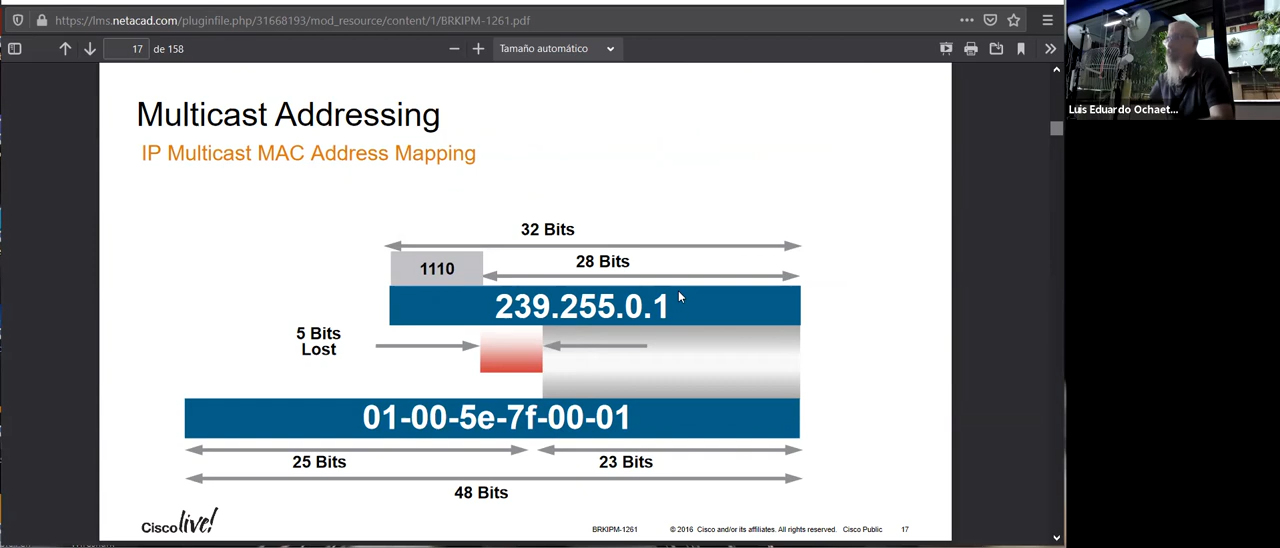 https://lms.netacad.com/pluginfile.php/31668193/mod_resource/content/1/BRKIPM-1261.pdf
17 de 158
Tamaño automático
Luis Eduardo Ochaet...
Multicast Addressing
IP Multicast MAC Address Mapping
32 Bits
1110
28 Bits
239.255.0.1
5 Bits
Lost
01-00-5e-7f-00-01
25 Bits
23 Bits
48 Bits
Cisco live!
BRKIPM-1261
© 2016 Cisco and/or its affiliates. All rights reserved. Cisco Public
17